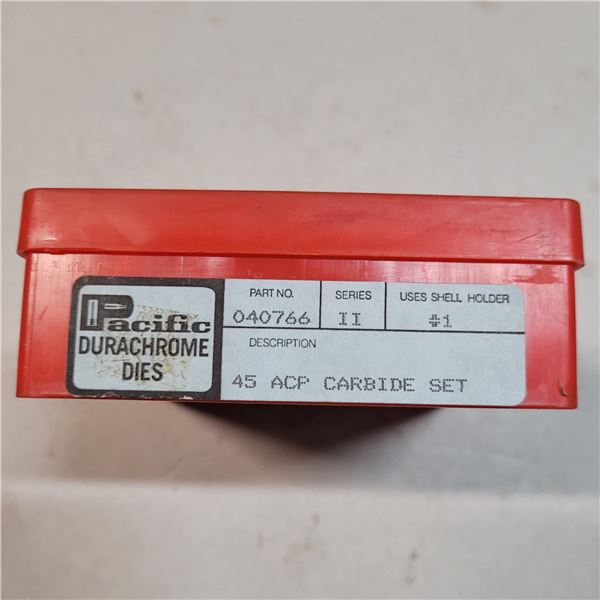 Pacific
DURACHROME
DIES
PART NO.
040766
SERIES
II
USES SHELL HOLDER
#1
DESCRIPTION
45 ACP CARBIDE SET